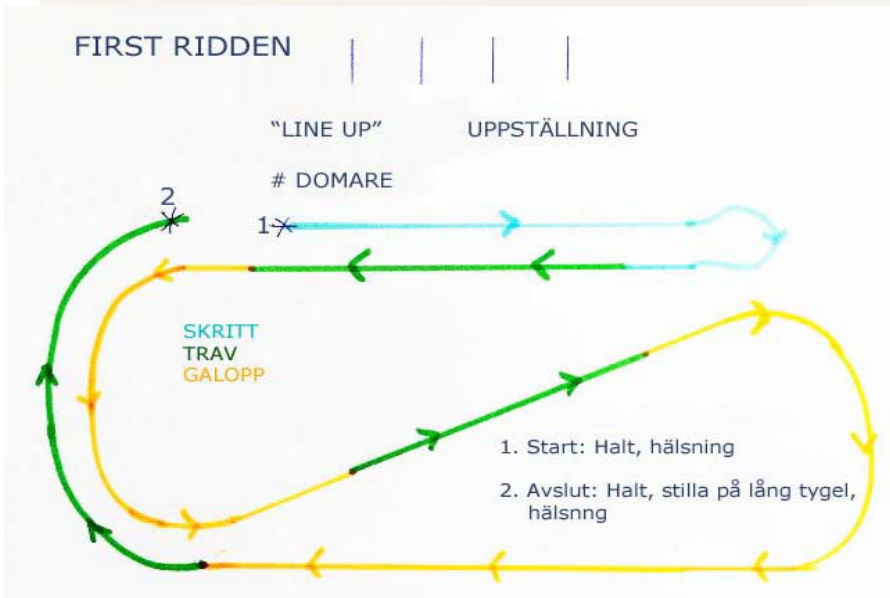 FIRST RIDDEN
"LINE UP" UPPSTÄLLNING
# DOMARE
2
1
SKRITT
TRAV
GALOPP
1. Start: Halt, hälsning
2. Avslut: Halt, stilla på lång tygel,
hälsnng